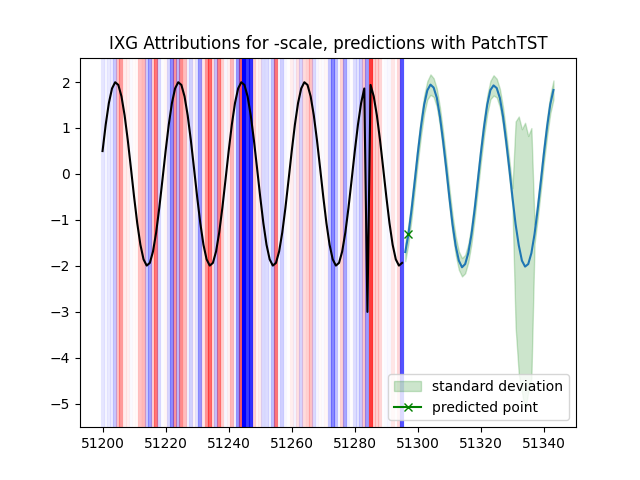 IXG Attributions for -scale, predictions with PatchTST
2
1
0
−1
−2
−3
−4
−5
standard deviation
predicted point
51200 51220 51240 51260 51280 51300 51320 51340